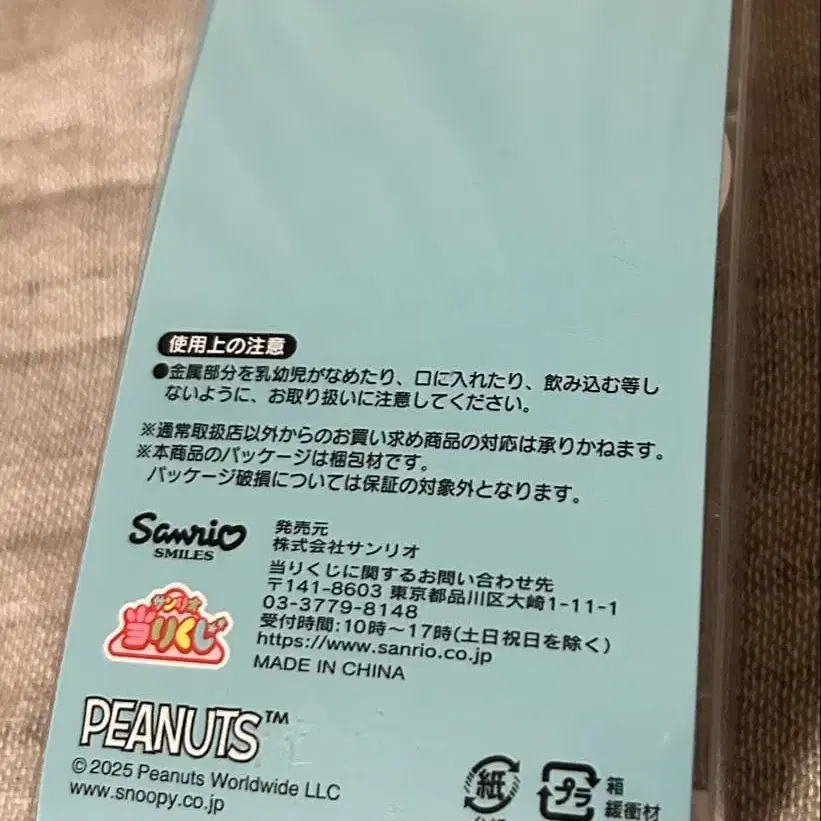 使用上の注意
●金属部分を乳幼児がなめたり、口に入れたり、飲み込む等し
ないように、お取り扱いに注意してください。
※通常取扱店以外からのお買い求め商品の対応は承りかねます。
※本商品のパッケージは梱包材です。
パッケージ破損については保証の対象外となります。
Sanrio
SMILES
サンリオ
当りくじ
発売元
株式会社サンリオ
当りくじに関するお問い合わせ先
〒141-8603 東京都品川区大崎1-11-1
03-3779-8148
受付時間:10時～17時(土日祝日を除く)
https://www.sanrio.co.jp
MADE IN CHINA
PEANUTS™
©2025 Peanuts Worldwide LLC
www.snoopy.co.jp
紙
プラ
箱
緩衝材